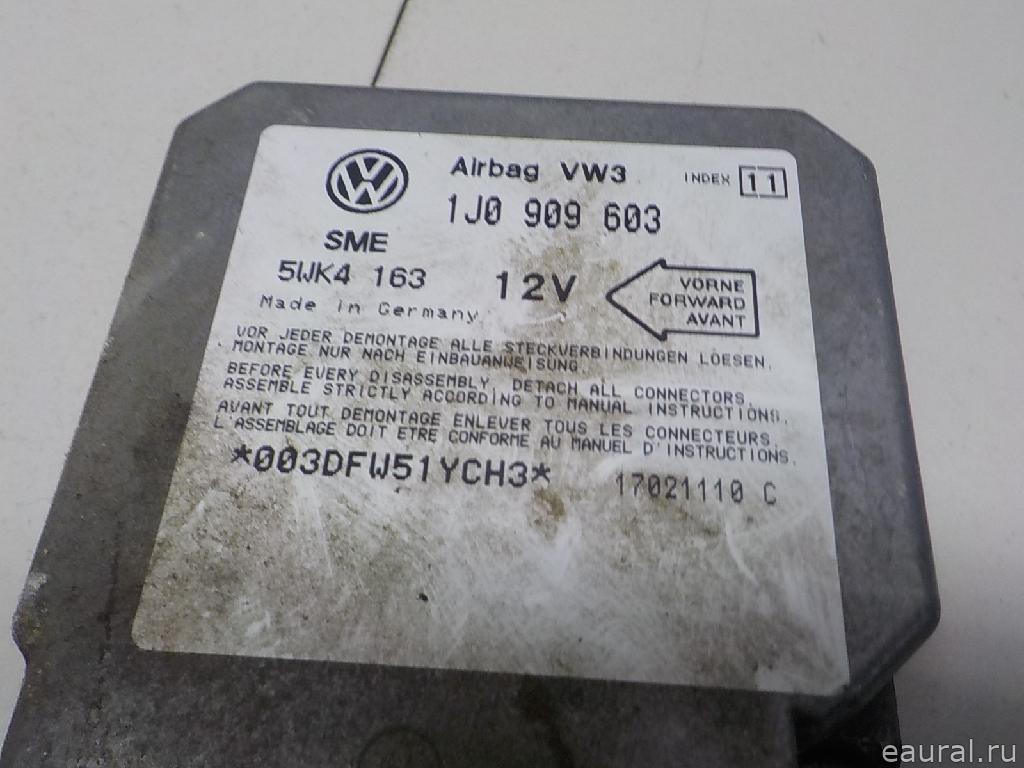 VW
Airbag VW3
INDEX 11
1J0 909 603
SME
5WK4 163
12V
VORNE
FORWARD
AVANT
Made in Germany
VOR JEDER DEMONTAGE ALLE STECKVERBINDUNGEN LOESEN.
MONTAGE NUR NACH EINBAUANWEISUNG.
BEFORE EVERY DISASSEMBLY, DETACH ALL CONNECTORS.
ASSEMBLE STRICTLY ACCORDING TO MANUAL INSTRUCTIONS.
AVANT TOUT DEMONTAGE ENLEVER TOUS LES CONNECTEURS.
L'ASSEMBLAGE DOIT ETRE CONFORME AU MANUEL D'INSTRUCTIONS.
*003DFW51YCH3*
17021110 C
eaural.ru